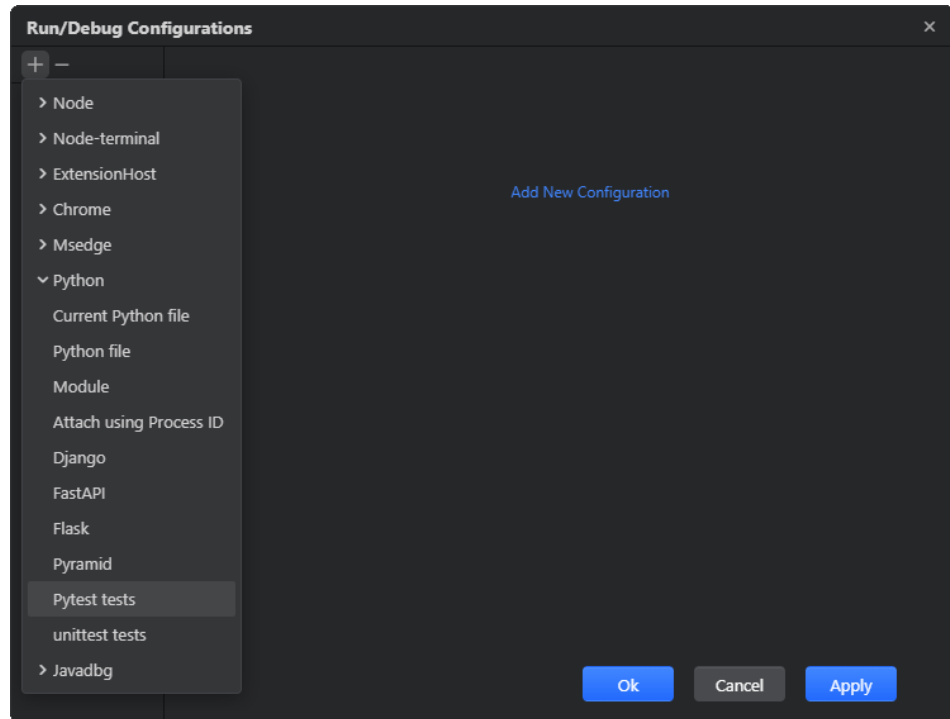 Run/Debug Configurations
Node
Node-terminal
ExtensionHost
Chrome
Msedge
Python
Current Python file
Python file
Module
Attach using Process ID
Django
FastAPI
Flask
Pyramid
Pytest tests
unittest tests
Javadbg
Add New Configuration
Ok
Cancel
Apply